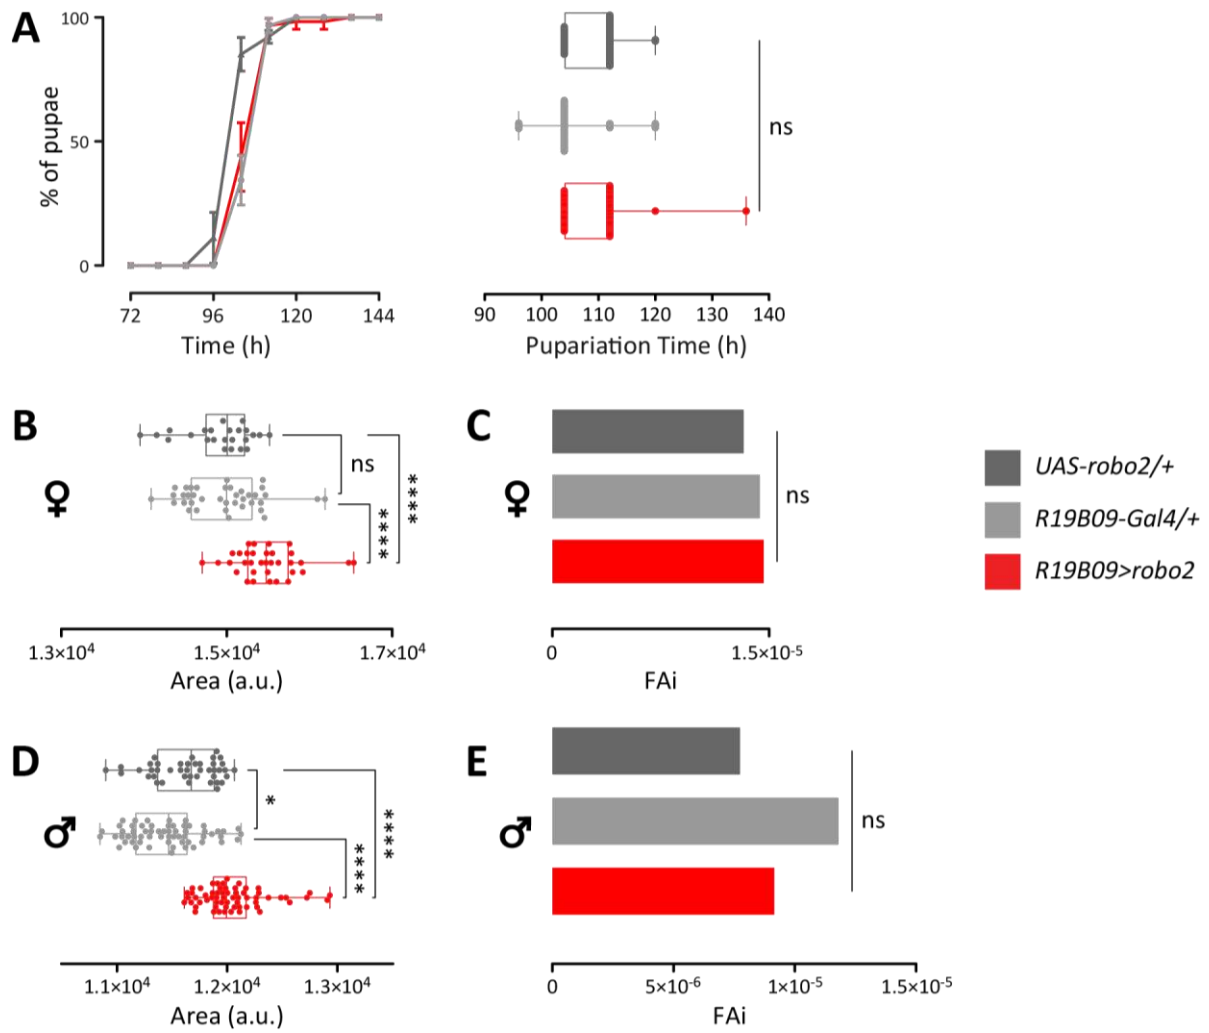 A
100
50
0
% of pupae
72 96 120 144
Time (h)
ns
90 100 110 120 130 140
Pupariation Time (h)
B
♀
ns
****
****
1.3×10⁴ 1.5×10⁴ 1.7×10⁴
Area (a.u.)
C
♀
ns
0 1.5×10⁻⁵
FAi
UAS-robo2/+
R19B09-Gal4/+
R19B09>robo2
D
♂
*
****
****
1.1×10⁴ 1.2×10⁴ 1.3×10⁴
Area (a.u.)
E
♂
ns
0 5×10⁻⁶ 1×10⁻⁵ 1.5×10⁻⁵
FAi